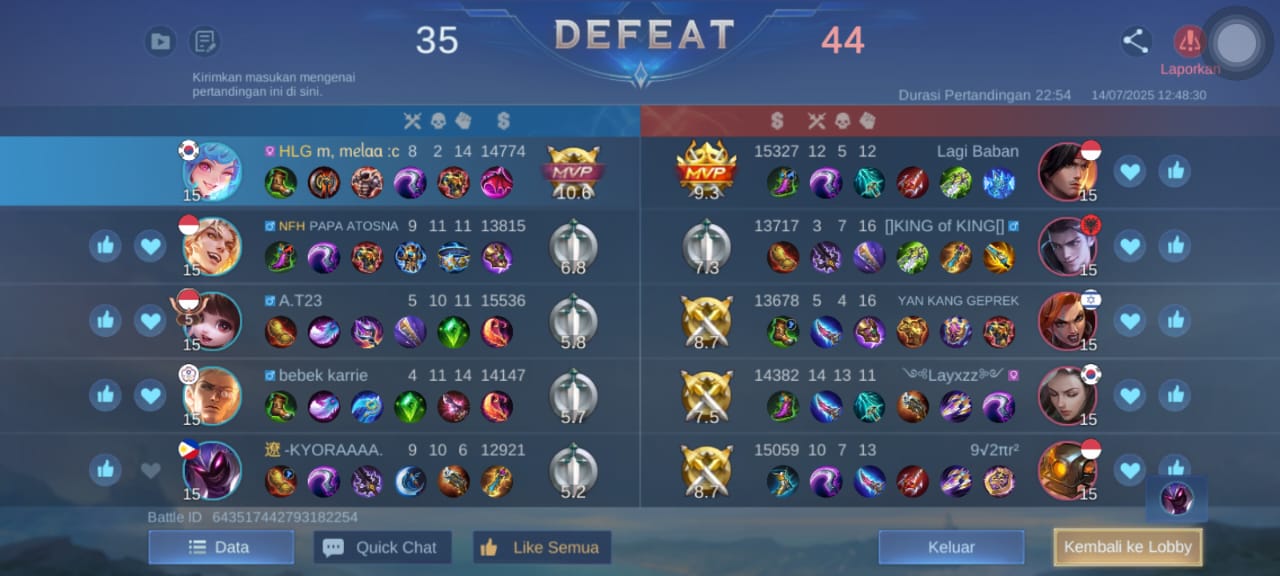 35 DEFEAT 44
Kirimkan masukan mengenai
pertandingan ini di sini.
Laporkan
Durasi Pertandingan 22:54 14/07/2025 12:48:30
HLG m, melaa :c 8 2 14 14774
15
MVP
10.6
MVP
9.3
15327 12 5 12 Lagi Baban
15
NFH PAPA ATOSNA 9 11 11 13815
15
6.8
7.3
13717 3 7 16 []KING of KING[]
15
A.T23 5 10 11 15536
5
15
5.8
8.7
13678 5 4 16 YAN KANG GEPREK
15
bebek karrie 4 11 14 14147
15
5.7
7.5
14382 14 13 11 ༺Layxzz༻
15
遼 -KYORAAAA. 9 10 6 12921
15
5.2
8.7
15059 10 7 13 9√2πr²
15
Battle ID 643517442793182254
Data Quick Chat Like Semua Keluar Kembali ke Lobby